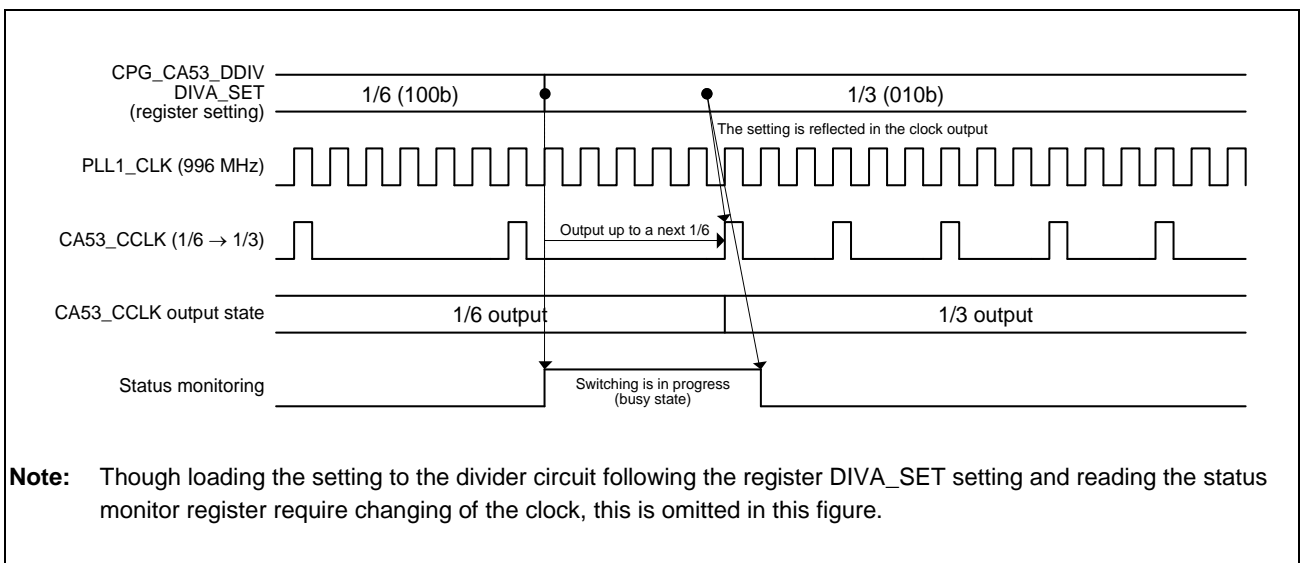 CPG_CA53_DDIV
DIVA_SET
(register setting)
1/6 (100b)
1/3 (010b)
The setting is reflected in the clock output
PLL1_CLK (996 MHz)
CA53_CCLK (1/6 → 1/3)
Output up to a next 1/6
CA53_CCLK output state
1/6 output
1/3 output
Status monitoring
Switching is in progress
(busy state)
Note: Though loading the setting to the divider circuit following the register DIVA_SET setting and reading the status
monitor register require changing of the clock, this is omitted in this figure.